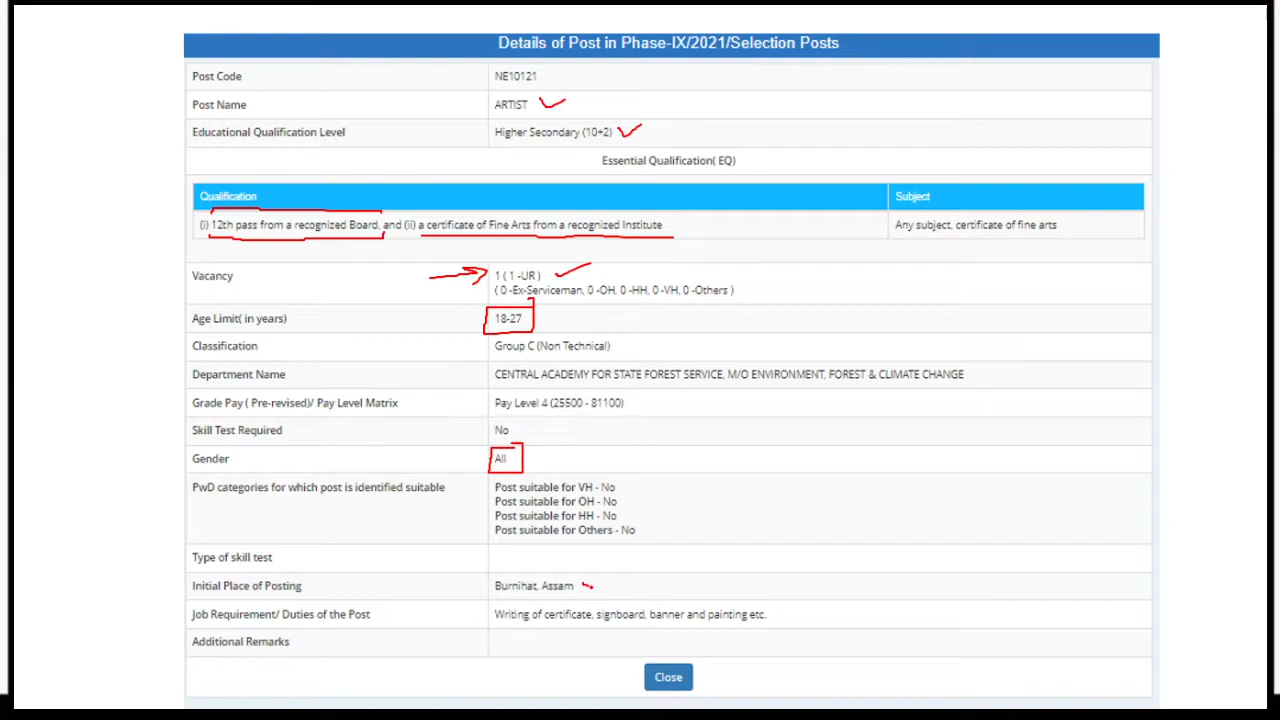 Details of Post in Phase-IX/2021/Selection Posts
Post Code NE10121
Post Name ARTIST
Educational Qualification Level Higher Secondary (10+2)
Essential Qualification( EQ)
Qualification Subject
(i) 12th pass from a recognized Board, and (ii) a certificate of Fine Arts from a recognized Institute Any subject, certificate of fine arts
Vacancy 1 ( 1 -UR )
( 0 -Ex-Serviceman, 0 -OH, 0 -HH, 0 -VH, 0 -Others )
Age Limit( in years) 18-27
Classification Group C (Non Technical)
Department Name CENTRAL ACADEMY FOR STATE FOREST SERVICE, M/O ENVIRONMENT, FOREST & CLIMATE CHANGE
Grade Pay ( Pre-revised)/ Pay Level Matrix Pay Level 4 (25500 - 81100)
Skill Test Required No
Gender All
PwD categories for which post is identified suitable Post suitable for VH - No
Post suitable for OH - No
Post suitable for HH - No
Post suitable for Others - No
Type of skill test
Initial Place of Posting Burnihat, Assam
Job Requirement/ Duties of the Post Writing of certificate, signboard, banner and painting etc.
Additional Remarks
Close